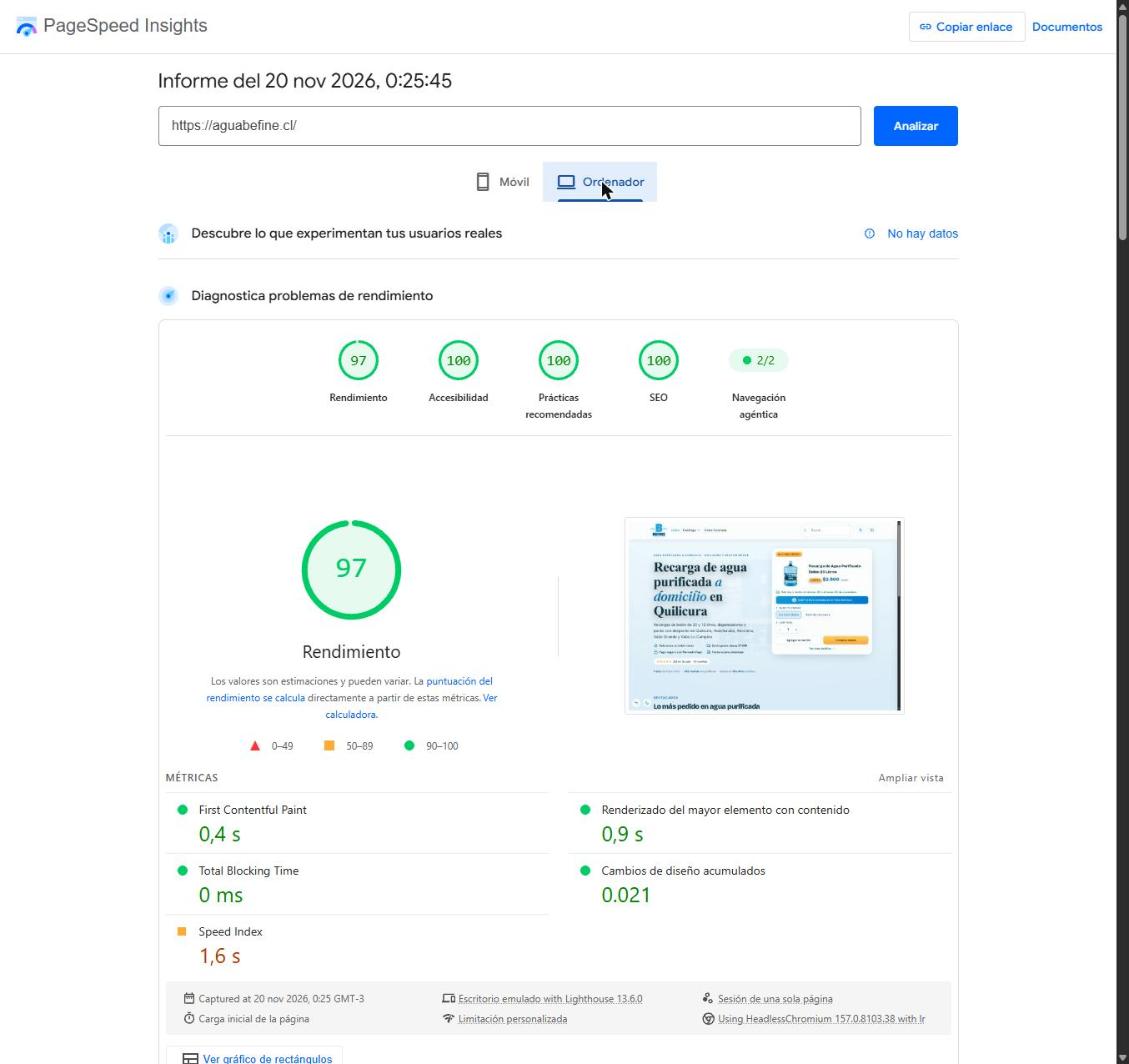 PageSpeed Insights
Copiar enlace
Documentos
Informe del 20 nov 2026, 0:25:45
https://aguabefine.cl/
Analizar
Móvil
Ordenador
Descubre lo que experimentan tus usuarios reales
No hay datos
Diagnostica problemas de rendimiento
97
100
100
100
2/2
Rendimiento
Accesibilidad
Prácticas
recomendadas
SEO
Navegación
agéntica
97
Rendimiento
Los valores son estimaciones y pueden variar. La puntuación del
rendimiento se calcula directamente a partir de estas métricas. Ver
calculadora.
0–49
50–89
90–100
Recarga de agua
purificada a
domicilio en
Quilicura
Lo más pedido en agua purificada
MÉTRICAS
Ampliar vista
First Contentful Paint
0,4 s
Renderizado del mayor elemento con contenido
0,9 s
Total Blocking Time
0 ms
Cambios de diseño acumulados
0.021
Speed Index
1,6 s
Captured at 20 nov 2026, 0:25 GMT-3
Escritorio emulado with Lighthouse 13.6.0
Sesión de una sola página
Carga inicial de la página
Limitación personalizada
Using HeadlessChromium 157.0.8103.38 with lr
Ver gráfico de rectángulos